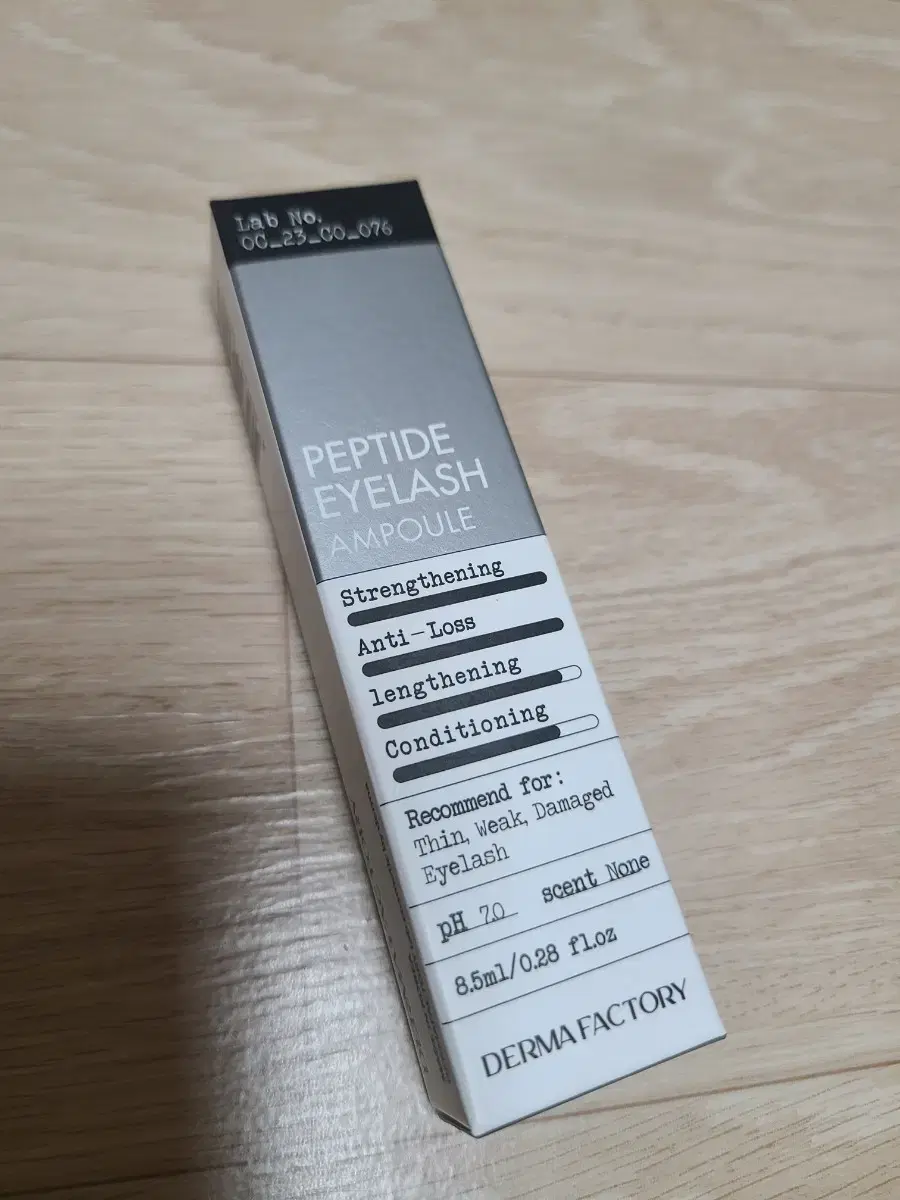 Lab No.
OC_23_CO_076
PEPTIDE
EYELASH
AMPOULE
Strengthening
Anti-Loss
lengthening
Conditioning
Recommend for:
Thin, Weak, Damaged
Eyelash
pH 7.0 scent None
8.5ml/0.28 fl.oz
DERMA FACTORY